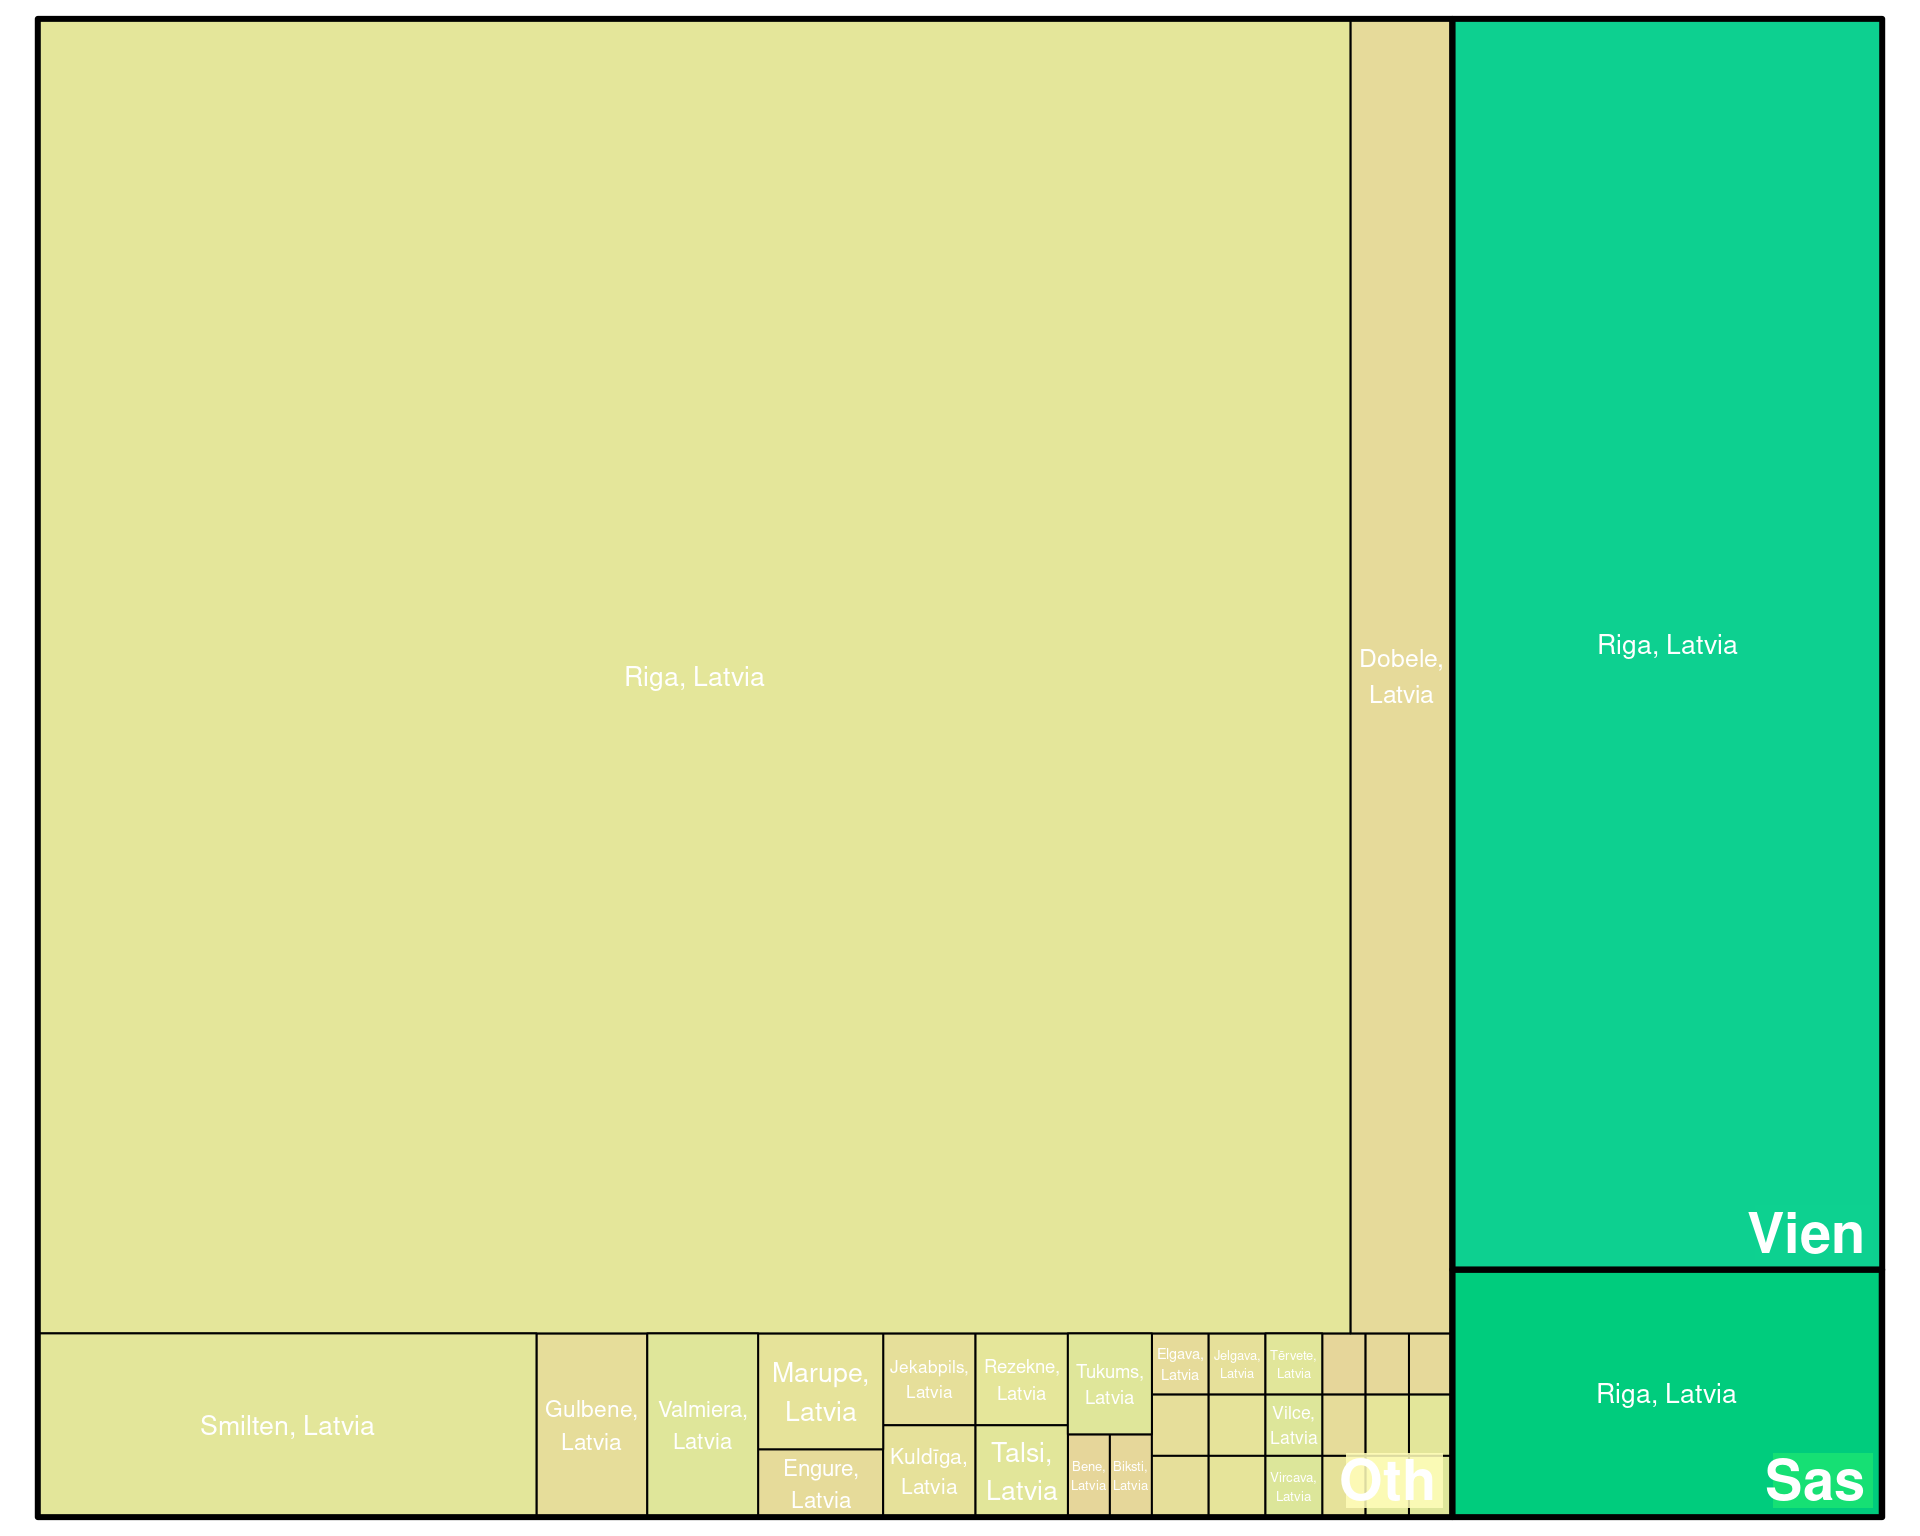 Riga, Latvia
Dobele,
Latvia
Riga, Latvia
Vien
Smilten, Latvia
Gulbene,
Latvia
Valmiera,
Latvia
Marupe,
Latvia
Engure,
Latvia
Jekabpils,
Latvia
Kuldīga,
Latvia
Rezekne,
Latvia
Talsi,
Latvia
Tukums,
Latvia
Bene,
Latvia
Biksti,
Latvia
Elgava,
Latvia
Jelgava,
Latvia
Tērvete,
Latvia
Vilce,
Latvia
Vircava,
Latvia
Oth
Riga, Latvia
Sas